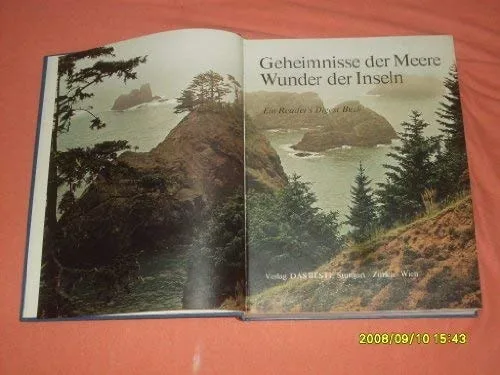 Geheimnisse der Meere
Wunder der Inseln
Ein Reader's Digest Buch
Verlag DAS BESTE Stuttgart · Zürich · Wien
2008/09/10 15:43